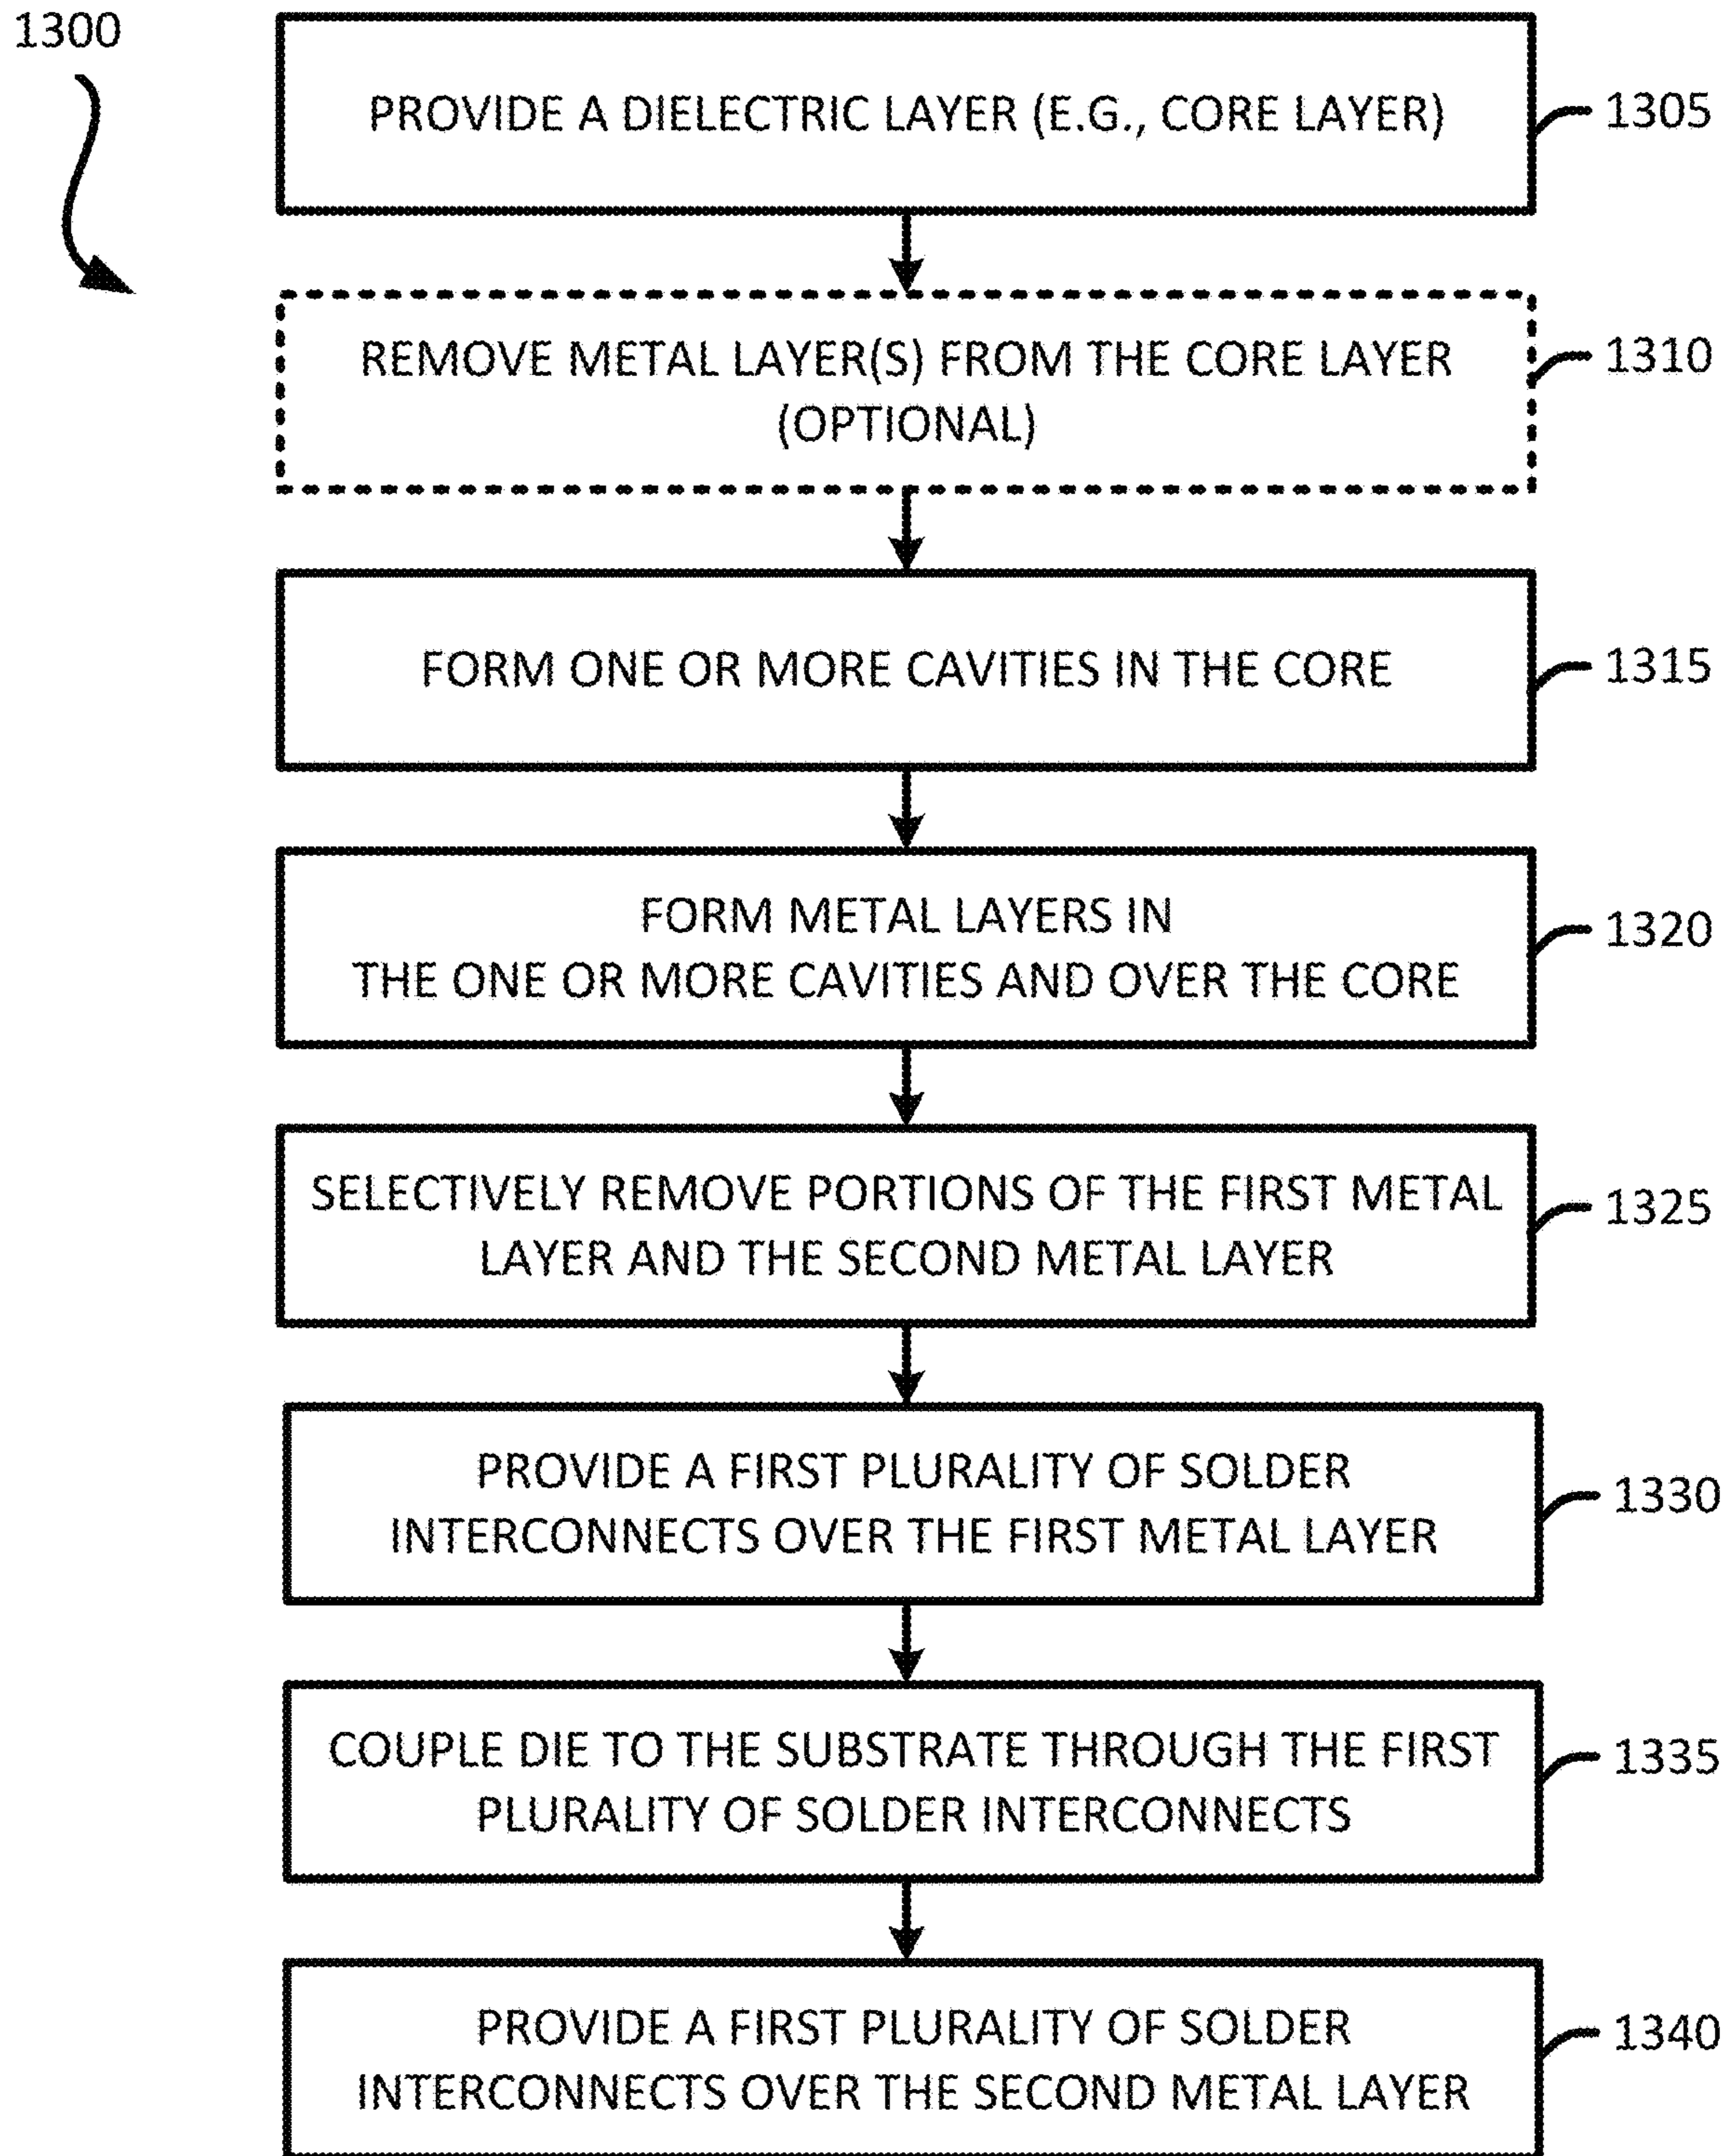 1300
PROVIDE A DIELECTRIC LAYER (E.G., CORE LAYER)
1305
REMOVE METAL LAYER(S) FROM THE CORE LAYER
(OPTIONAL)
1310
FORM ONE OR MORE CAVITIES IN THE CORE
1315
FORM METAL LAYERS IN
THE ONE OR MORE CAVITIES AND OVER THE CORE
1320
SELECTIVELY REMOVE PORTIONS OF THE FIRST METAL
LAYER AND THE SECOND METAL LAYER
1325
PROVIDE A FIRST PLURALITY OF SOLDER
INTERCONNECTS OVER THE FIRST METAL LAYER
1330
COUPLE DIE TO THE SUBSTRATE THROUGH THE FIRST
PLURALITY OF SOLDER INTERCONNECTS
1335
PROVIDE A FIRST PLURALITY OF SOLDER
INTERCONNECTS OVER THE SECOND METAL LAYER
1340